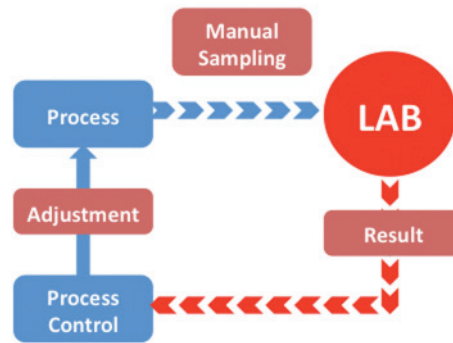 Manual
Sampling
Process
LAB
Adjustment
Result
Process
Control